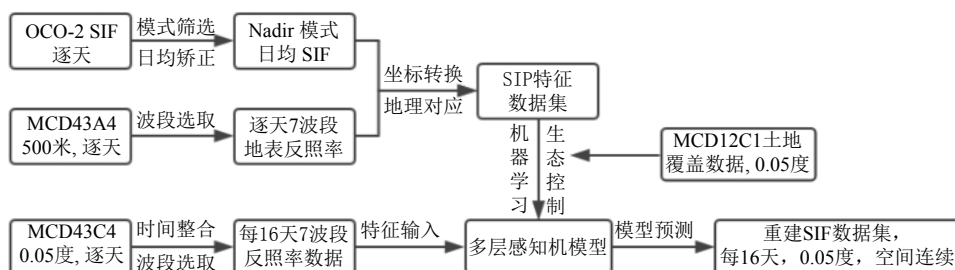 OCO-2 SIF
逐天
模式筛选
日均矫正
Nadir 模式
日均 SIF
坐标转换
地理对应
SIP特征
数据集
MCD43A4
500米, 逐天
波段选取
逐天7波段
地表反照率
机器学习
生态控制
MCD12C1土地
覆盖数据, 0.05度
MCD43C4
0.05度, 逐天
时间整合
波段选取
每16天7波段
反照率数据
特征输入
多层感知机模型
模型预测
重建SIF数据集，
每16天，0.05度，空间连续